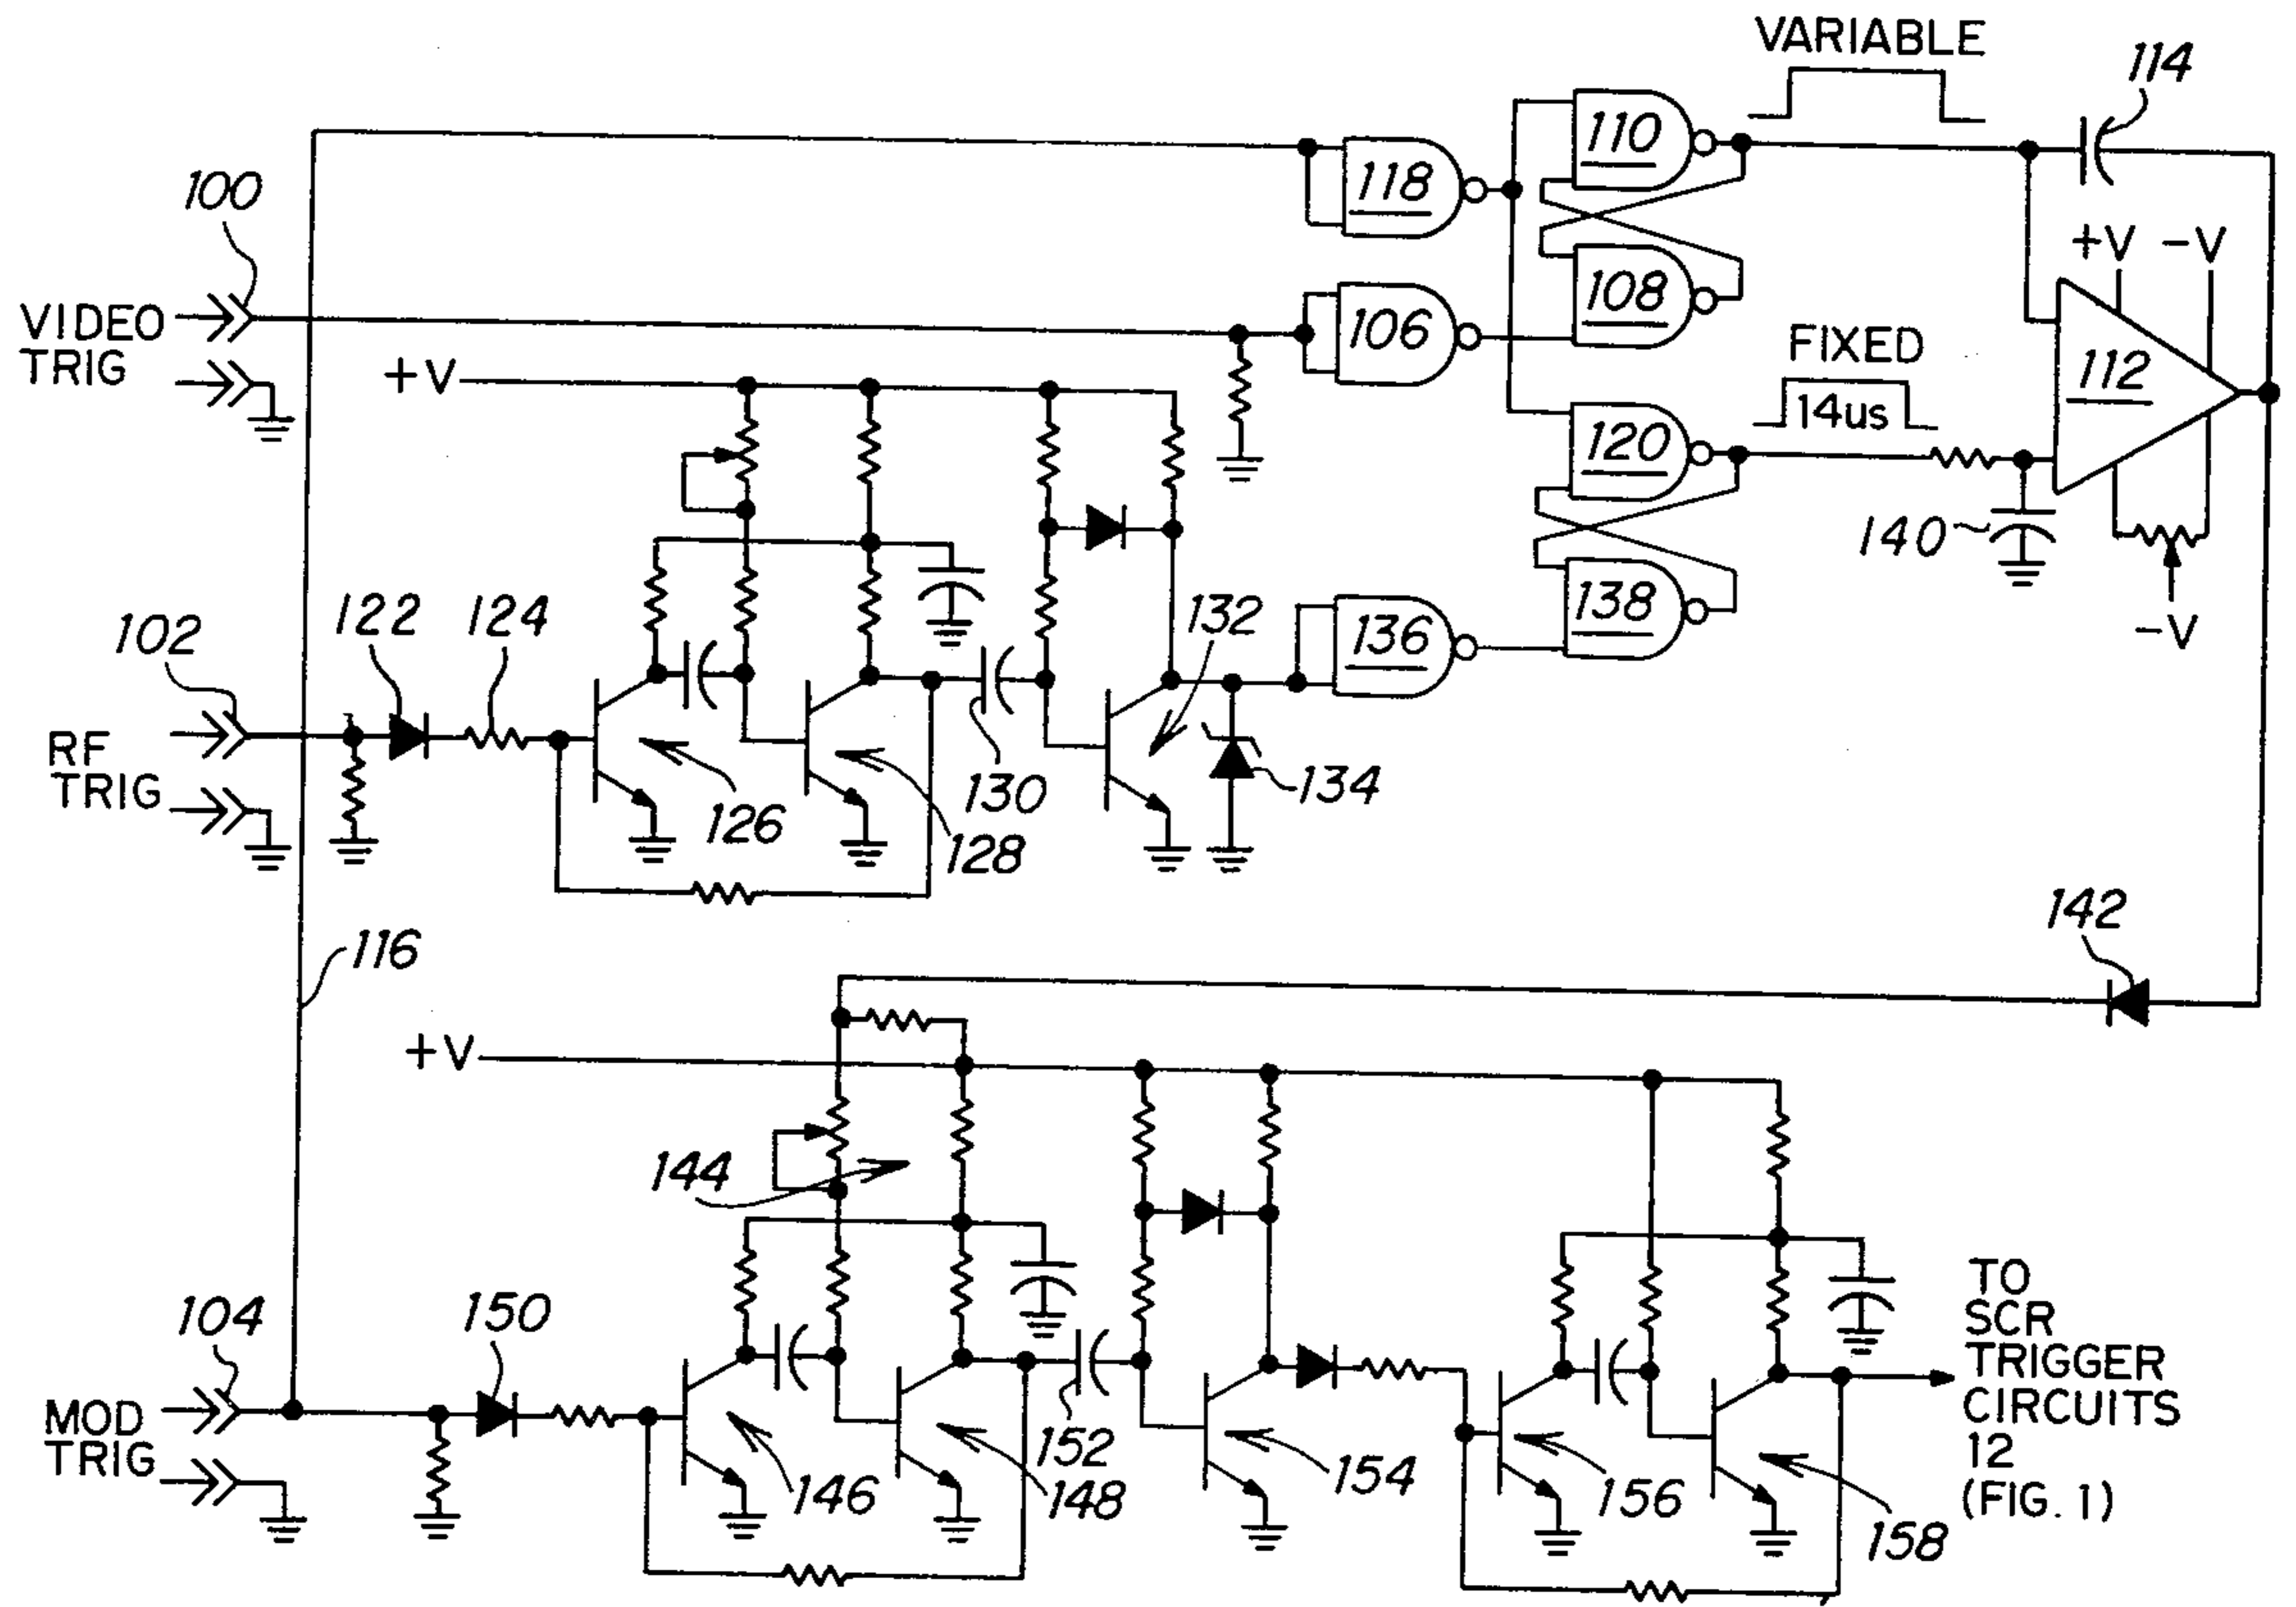 VARIABLE
114
100
118
110
+V -V
VIDEO
TRIG
106
108
FIXED
14us
112
+V
120
140
102
122
124
132
136
138
-V
RF
TRIG
126
130
134
128
116
142
+V
144
104
150
TO
SCR
TRIGGER
CIRCUITS
12
(FIG. 1)
MOD
TRIG
146
152
148
154
156
158